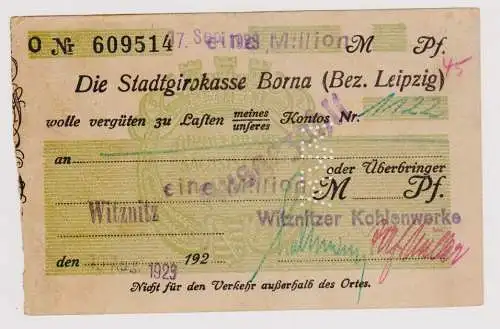 O № 609514 17. Sept. 1923 eine Million M Pf.
45
Die Stadtgirokasse Borna (Bez. Leipzig)
wolle vergüten zu Lasten meines/unseres Kontos Nr. 1122
an
oder Überbringer
eine Million M Pf.
Witznitz Witznitzer Kohlenwerke
den 1923 192
Nicht für den Verkehr außerhalb des Ortes.